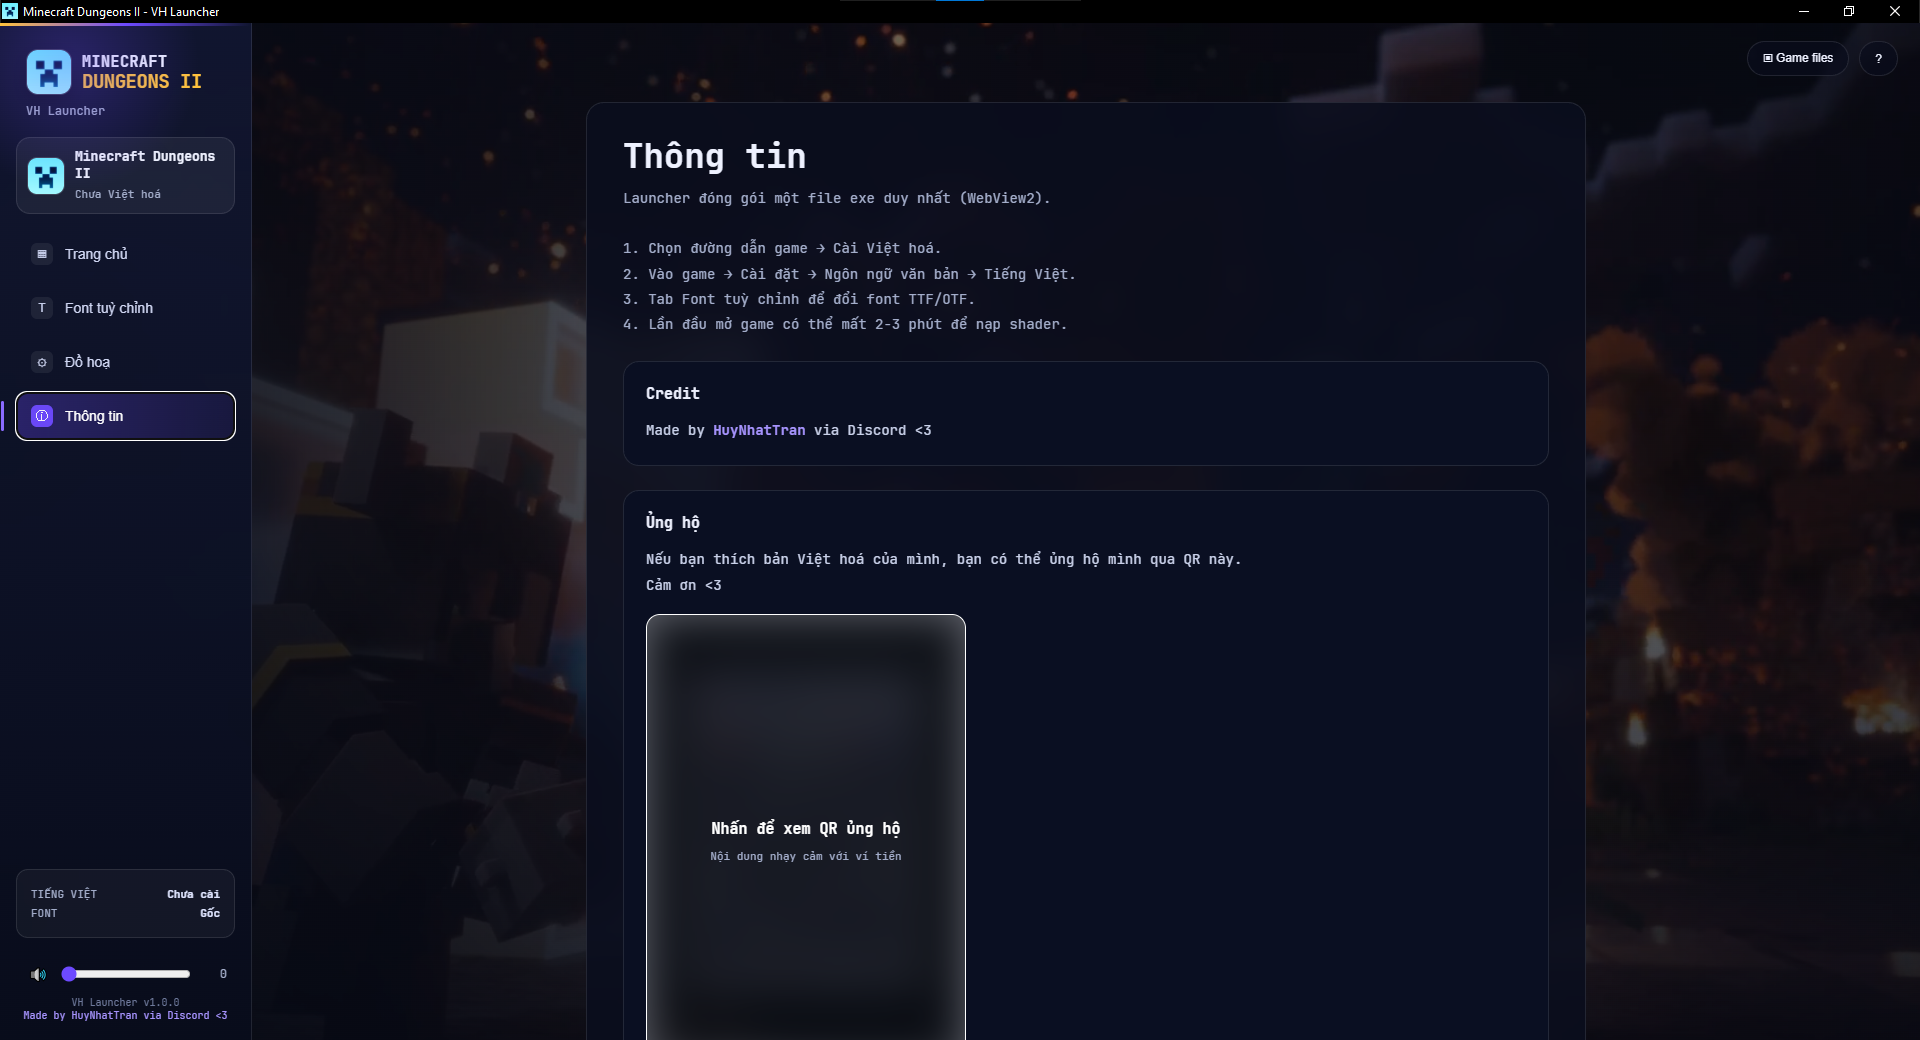 Minecraft Dungeons II - VH Launcher
MINECRAFT
DUNGEONS II
VH Launcher
Minecraft Dungeons
II
Chưa Việt hoá
Trang chủ
T Font tuỳ chỉnh
Đồ hoạ
Thông tin
TIẾNG VIỆT Chưa cài
FONT Gốc
0
VH Launcher v1.0.0
Made by HuyNhatTran via Discord <3
Game files
?
Thông tin
Launcher đóng gói một file exe duy nhất (WebView2).
1. Chọn đường dẫn game → Cài Việt hoá.
2. Vào game → Cài đặt → Ngôn ngữ văn bản → Tiếng Việt.
3. Tab Font tuỳ chỉnh để đổi font TTF/OTF.
4. Lần đầu mở game có thể mất 2-3 phút để nạp shader.
Credit
Made by HuyNhatTran via Discord <3
Ủng hộ
Nếu bạn thích bản Việt hoá của mình, bạn có thể ủng hộ mình qua QR này.
Cảm ơn <3
Nhấn để xem QR ủng hộ
Nội dung nhạy cảm với ví tiền